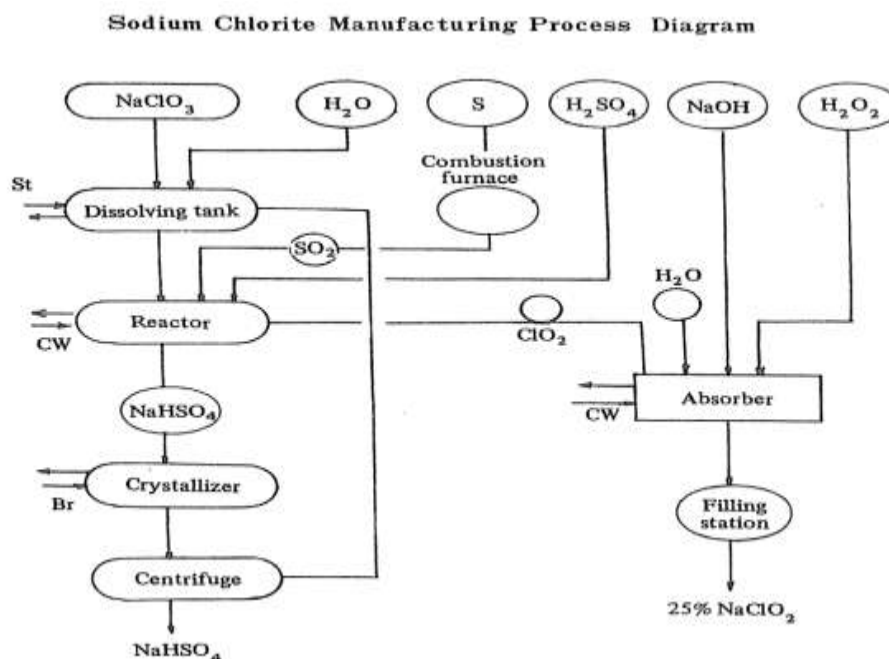 Sodium Chlorite Manufacturing Process Diagram
NaClO₃
H₂O
S
H₂SO₄
NaOH
H₂O₂
Combustion
furnace
St
Dissolving tank
SO₂
H₂O
Reactor
CW
ClO₂
NaHSO₄
Absorber
CW
Crystallizer
Br
Filling
station
Centrifuge
25% NaClO₂
NaHSO₄